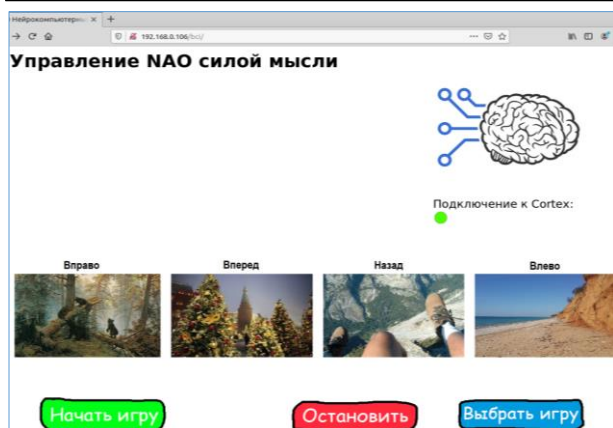 Нейрокомпьютерны
192.168.0.106/bci/
Управление NAO силой мысли
Подключение к Cortex:
Вправо Вперед Назад Влево
Начать игру Остановить Выбрать игру